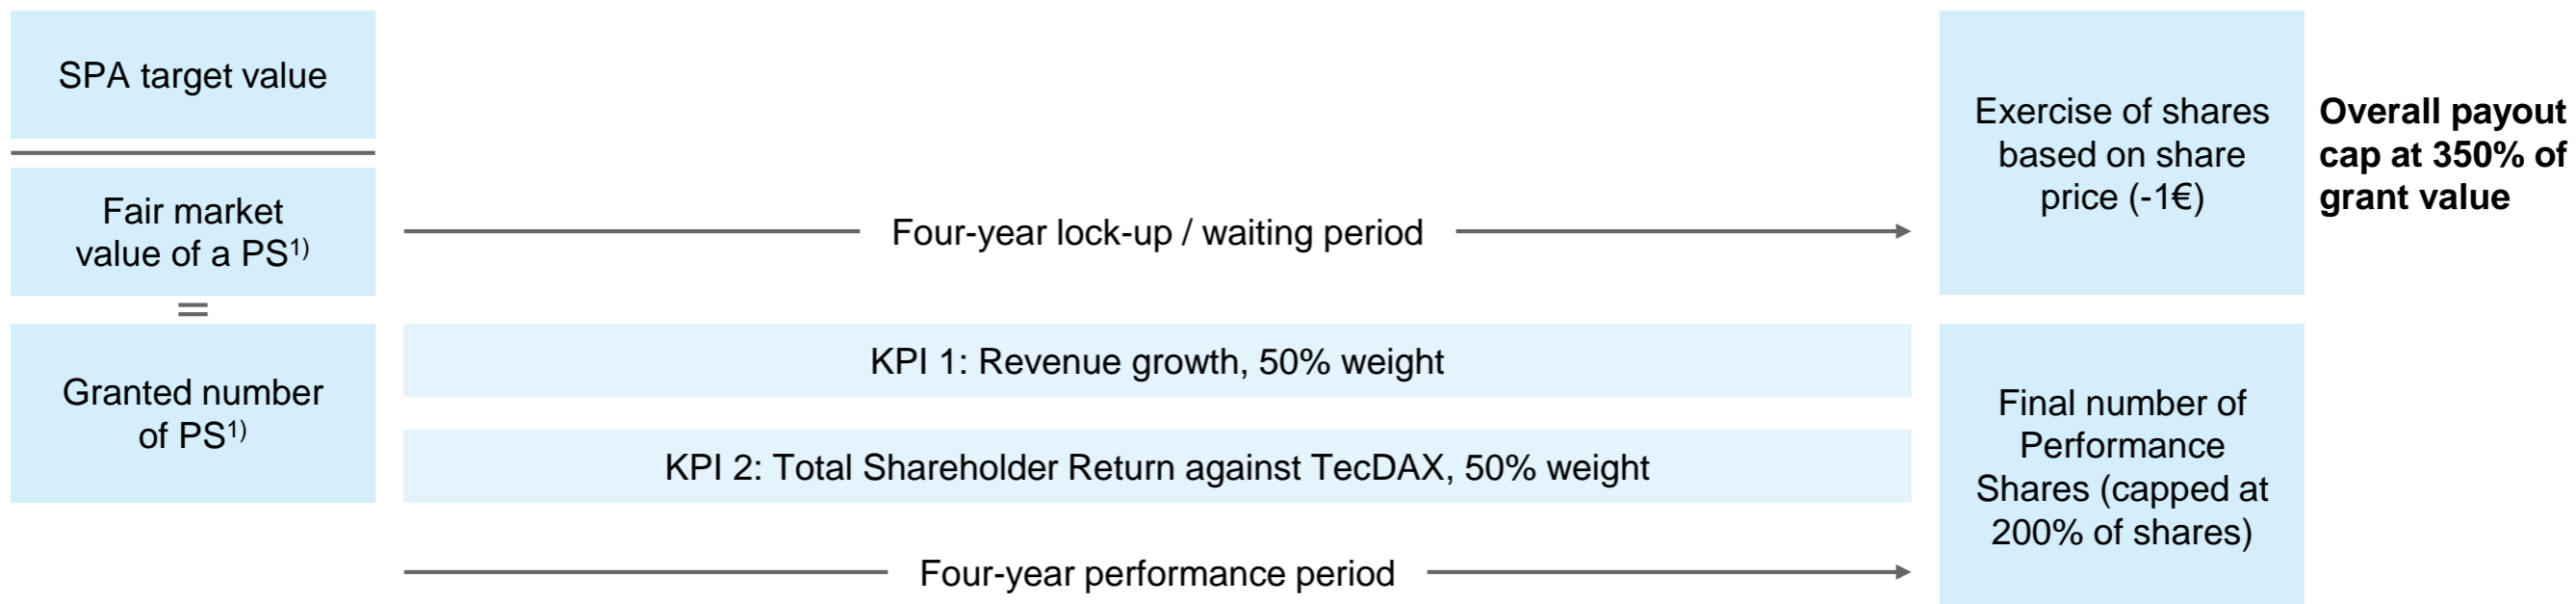 SPA target value
Fair market
value of a PS1)
=
Granted number
of PS1)
Four-year lock-up / waiting period
KPI 1: Revenue growth, 50% weight
KPI 2: Total Shareholder Return against TecDAX, 50% weight
Four-year performance period
Exercise of shares
based on share
price (-1€)
Overall payout
cap at 350% of
grant value
Final number of
Performance
Shares (capped at
200% of shares)